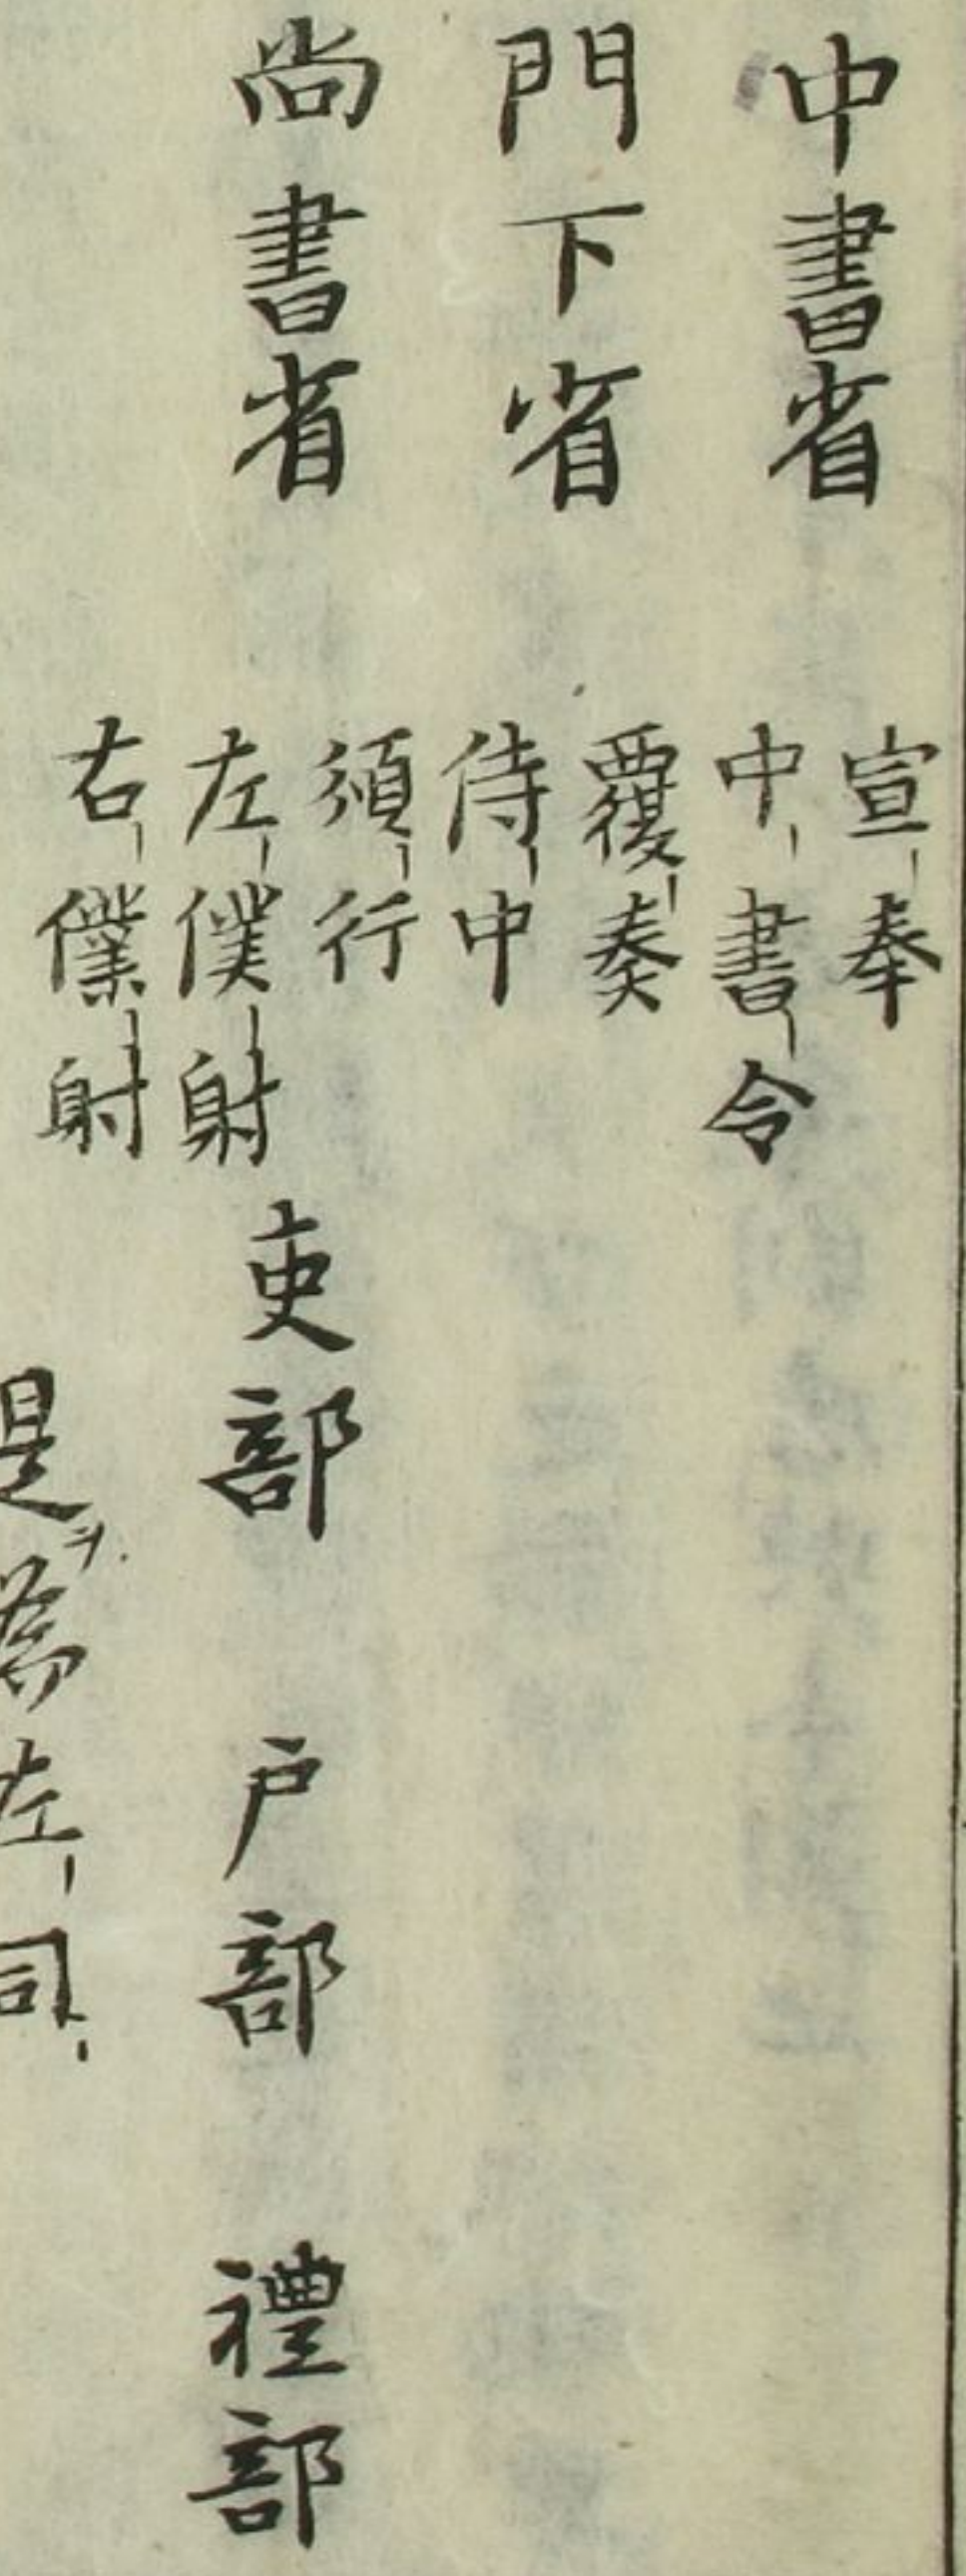 中書省
宣奉
中書令
門下省
覆奏
侍中
尚書省
須行
左僕射
右僕射
吏部 户部 禮部
是ヲ為左司